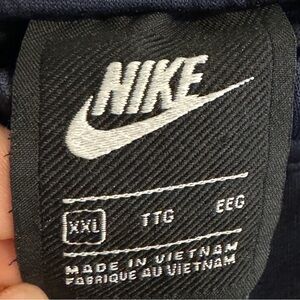 NIKE
XXL TTG EEG
MADE IN VIETNAM
FABRIQUE AU VIETNAM